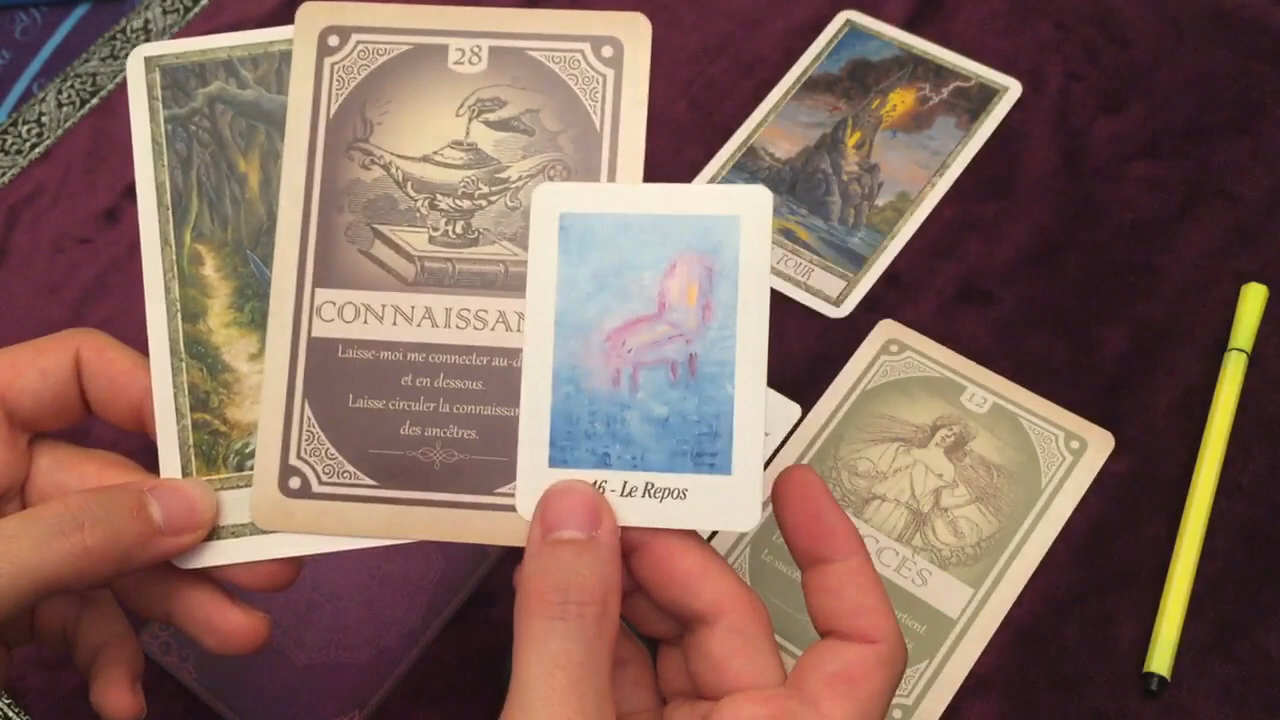 28
CONNAISSAN
Laisse-moi me connecter au-d
et en dessous.
Laisse circuler la connaissan
des ancêtres.
46 - Le Repos
TOUR
12
CCÈS